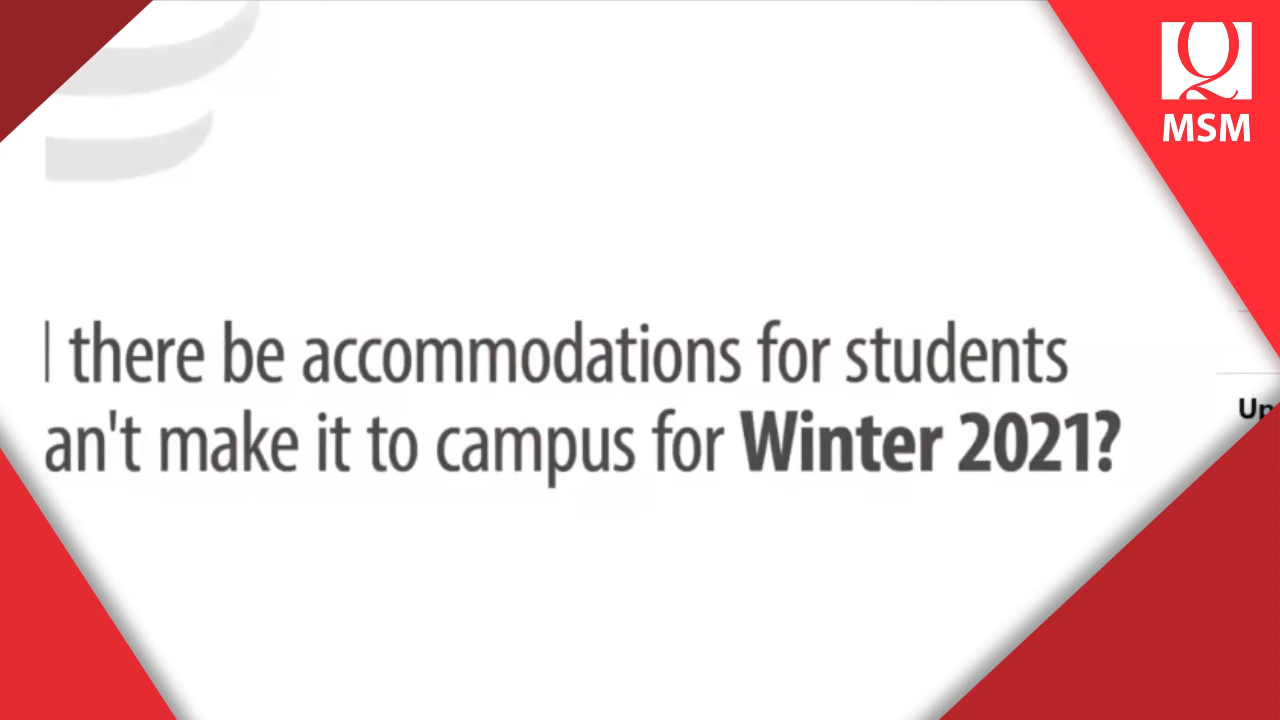 MSM
there be accommodations for students
an't make it to campus for Winter 2021?